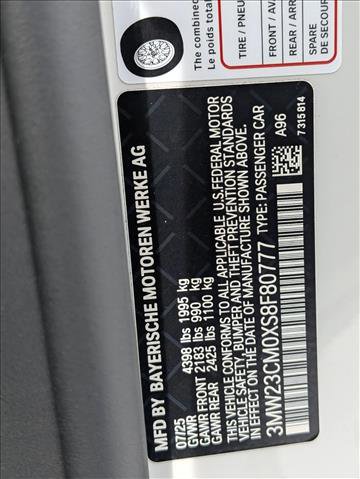 The combined
Le poids total
TIRE / PNEU
FRONT / AVA
REAR / ARR
SPARE
DE SECOUR
MFD BY BAYERISCHE MOTOREN WERKE AG
07/25
GVWR 4398 lbs 1995 kg
GAWR FRONT 2183 lbs 990 kg
GAWR REAR 2425 lbs 1100 kg
THIS VEHICLE CONFORMS TO ALL APPLICABLE U.S.FEDERAL MOTOR
VEHICLE SAFETY, BUMPER AND THEFT PREVENTION STANDARDS
IN EFFECT ON THE DATE OF MANUFACTURE SHOWN ABOVE.
3MW23CM0XS8F80777 TYPE: PASSENGER CAR
A96
7315814